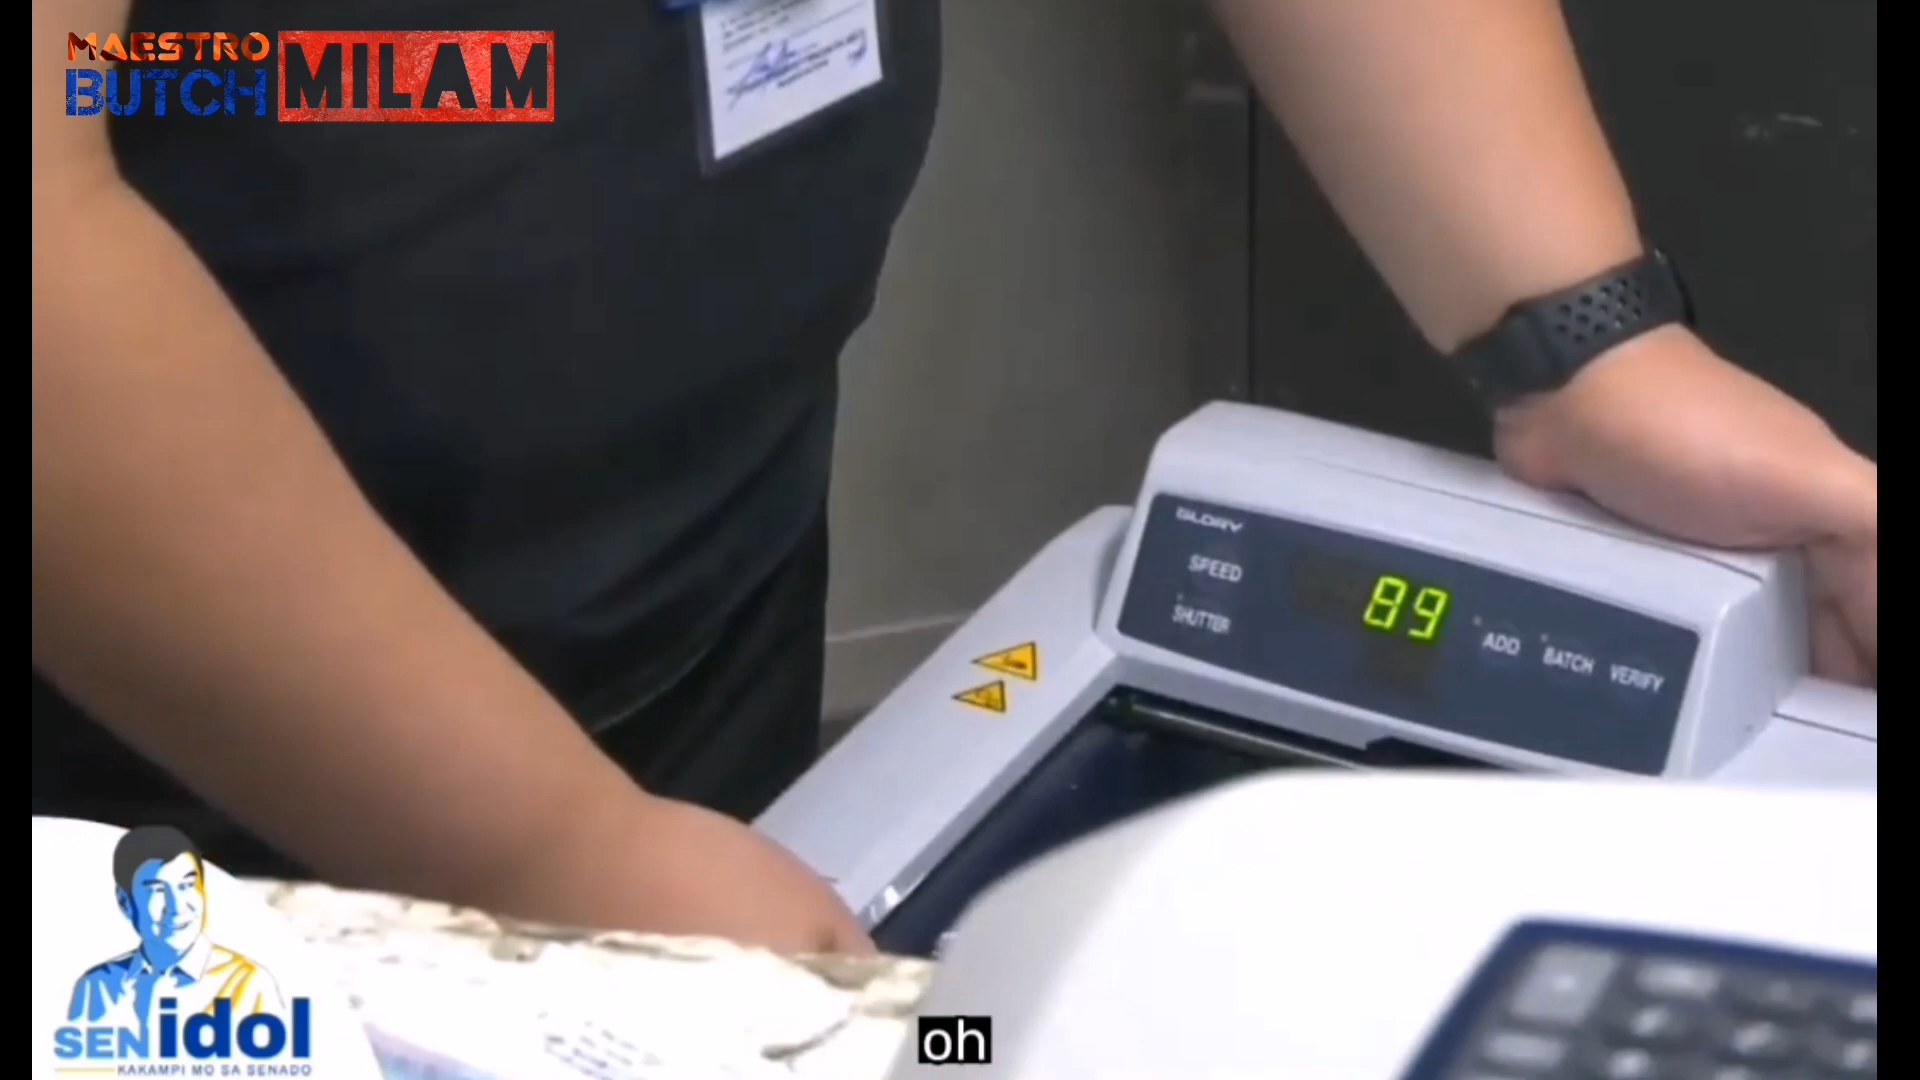 MAESTRO
BUTCH MILAM
GLORY
SPEED
SHUTTER
89
ADD
BATCH
VERIFY
SEN idol
KAKAMPI MO SA SENADO
oh